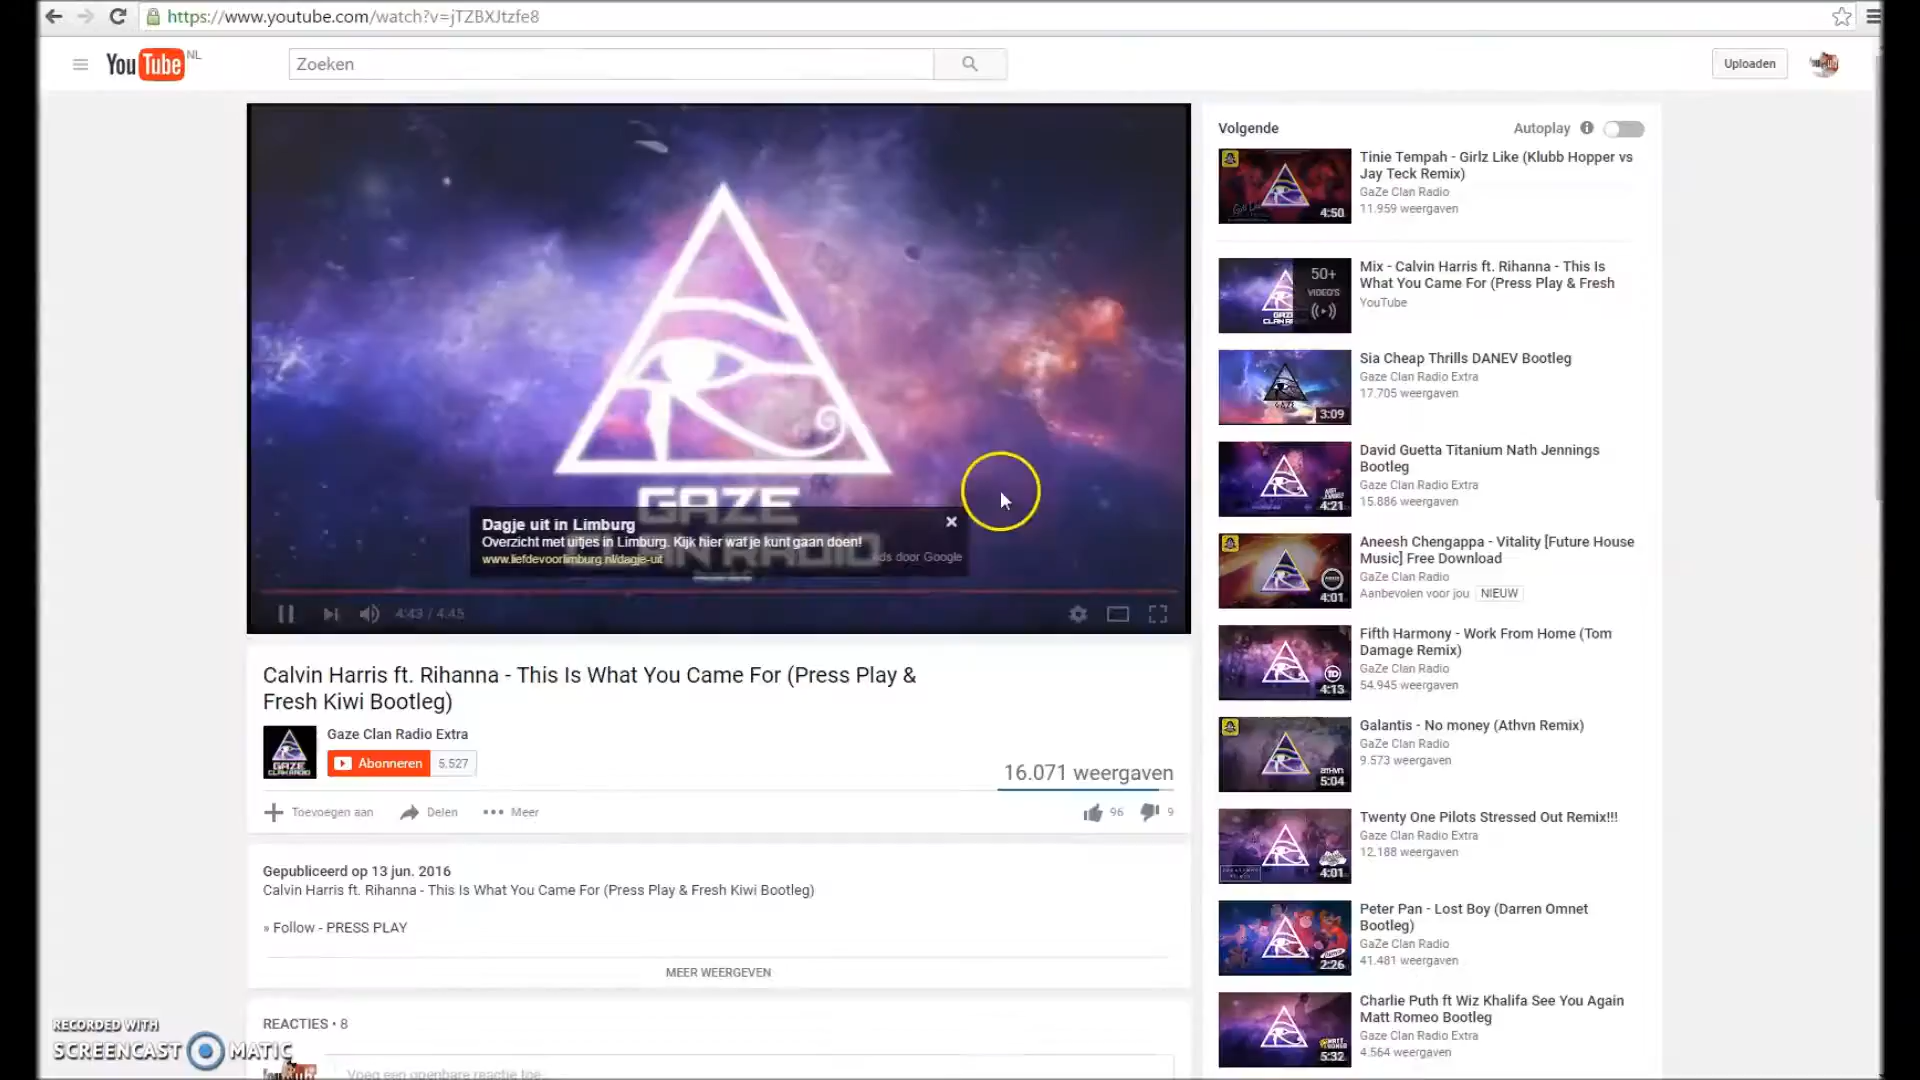 https://www.youtube.com/watch?v=jTZBXJtzfe8
YouTube NL
Zoeken
Uploaden
GAZE
Dagje uit in Limburg
Overzicht met uitjes in Limburg. Kijk hier wat je kunt gaan doen!
www.liefdevoorlimburg.nl/dagje-uit
Ads door Google
4:43 / 4:45
Calvin Harris ft. Rihanna - This Is What You Came For (Press Play &
Fresh Kiwi Bootleg)
GAZE
CLAN RADIO
Gaze Clan Radio Extra
Abonneren 5.527
16.071 weergaven
Toevoegen aan Delen Meer 96 9
Gepubliceerd op 13 jun. 2016
Calvin Harris ft. Rihanna - This Is What You Came For (Press Play & Fresh Kiwi Bootleg)
» Follow - PRESS PLAY
MEER WEERGEVEN
REACTIES • 8
Voeg een openbare reactie toe...
Volgende Autoplay
4:50
Tinie Tempah - Girlz Like (Klubb Hopper vs
Jay Teck Remix)
GaZe Clan Radio
11.959 weergaven
50+
VIDEO'S
Mix - Calvin Harris ft. Rihanna - This Is
What You Came For (Press Play & Fresh
YouTube
3:09
Sia Cheap Thrills DANEV Bootleg
Gaze Clan Radio Extra
17.705 weergaven
4:21
David Guetta Titanium Nath Jennings
Bootleg
Gaze Clan Radio Extra
15.886 weergaven
4:01
Aneesh Chengappa - Vitality [Future House
Music] Free Download
GaZe Clan Radio
Aanbevolen voor jou NIEUW
4:13
Fifth Harmony - Work From Home (Tom
Damage Remix)
GaZe Clan Radio
54.945 weergaven
ATHVN
5:04
Galantis - No money (Athvn Remix)
GaZe Clan Radio
9.573 weergaven
4:01
Twenty One Pilots Stressed Out Remix!!!
Gaze Clan Radio Extra
12.188 weergaven
2:26
Peter Pan - Lost Boy (Darren Omnet
Bootleg)
GaZe Clan Radio
41.481 weergaven
5:32
Charlie Puth ft Wiz Khalifa See You Again
Matt Romeo Bootleg
Gaze Clan Radio Extra
4.564 weergaven
RECORDED WITH
SCREENCAST MATIC